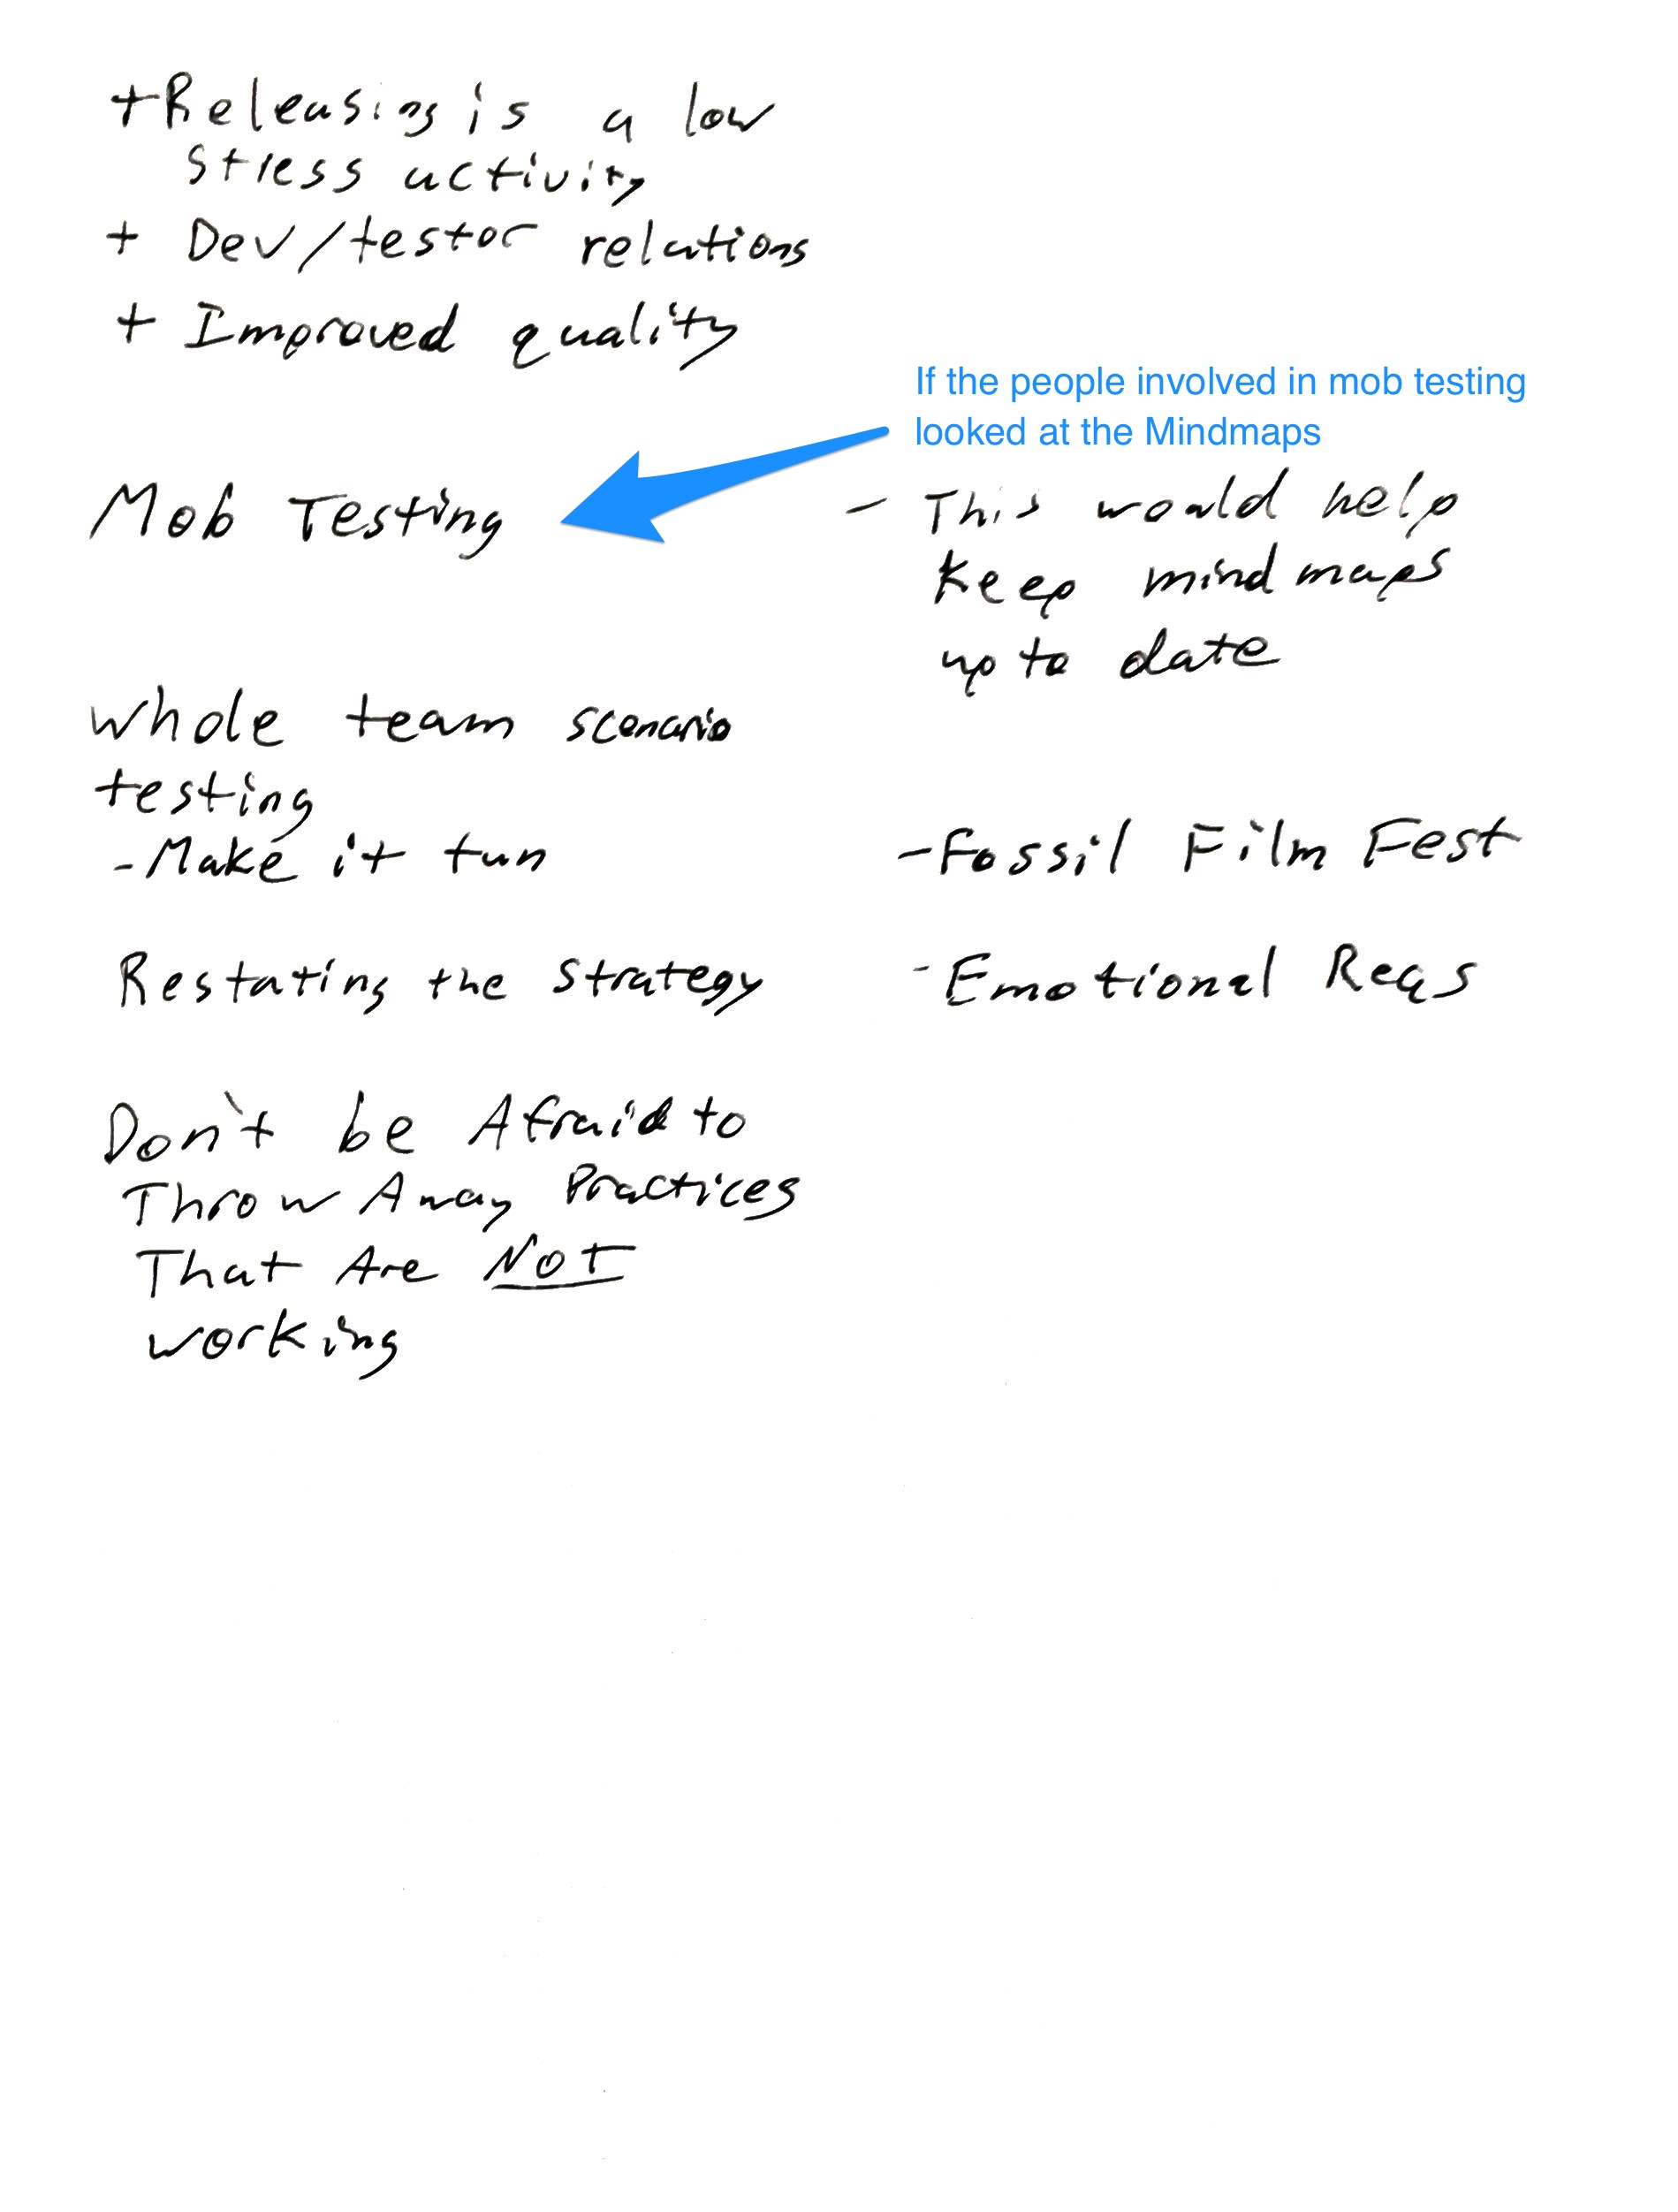 +Releasing is a low
stress activity
+ Dev/testor relations
+ Improved quality
If the people involved in mob testing
looked at the Mindmaps
Mob Testing
- This would help
keep mindmaps
up to date
Whole team scenario
testing
- Make it fun
- Fossil Film Fest
Restating the Strategy
- Emotional Reqs
Don't be Afraid to
Throw Away Practices
That Are NOT
working